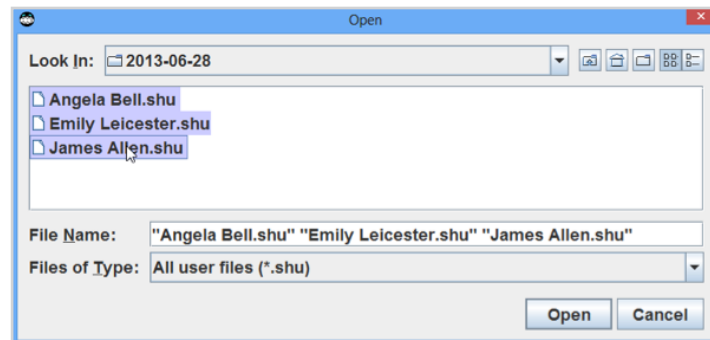 Open
Look In: 2013-06-28
Angela Bell.shu
Emily Leicester.shu
James Allen.shu
File Name: "Angela Bell.shu" "Emily Leicester.shu" "James Allen.shu"
Files of Type: All user files (*.shu)
Open Cancel